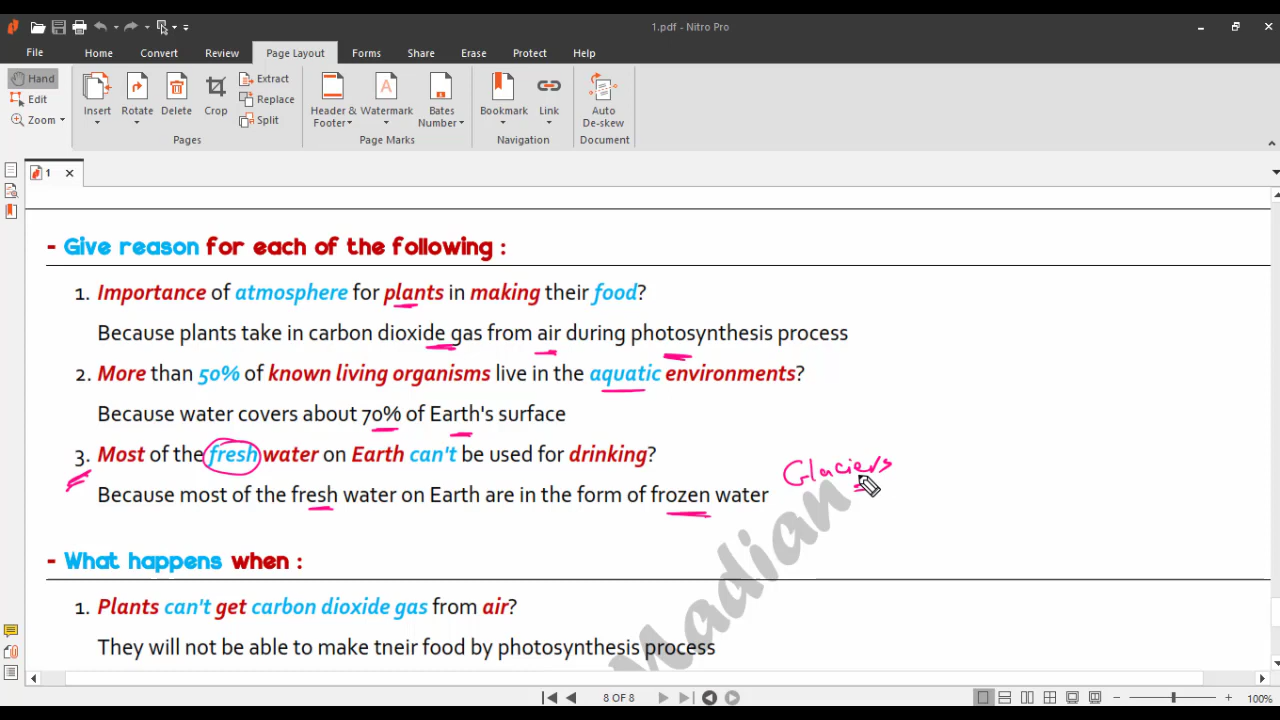 1.pdf - Nitro Pro
File Home Convert Review Page Layout Forms Share Erase Protect Help
Hand
Edit
Zoom
Insert Rotate Delete Crop
Extract
Replace
Split
Pages
Header & Footer Watermark Bates Number
Page Marks
Bookmark Link
Navigation
Auto De-skew
Document
1
- Give reason for each of the following :
1. Importance of atmosphere for plants in making their food?
Because plants take in carbon dioxide gas from air during photosynthesis process
2. More than 50% of known living organisms live in the aquatic environments?
Because water covers about 70% of Earth's surface
3. Most of the fresh water on Earth can't be used for drinking?
Glaciers
Because most of the fresh water on Earth are in the form of frozen water
Madian
- What happens when :
1. Plants can't get carbon dioxide gas from air?
They will not be able to make tneir food by photosynthesis process
8 OF 8
100%